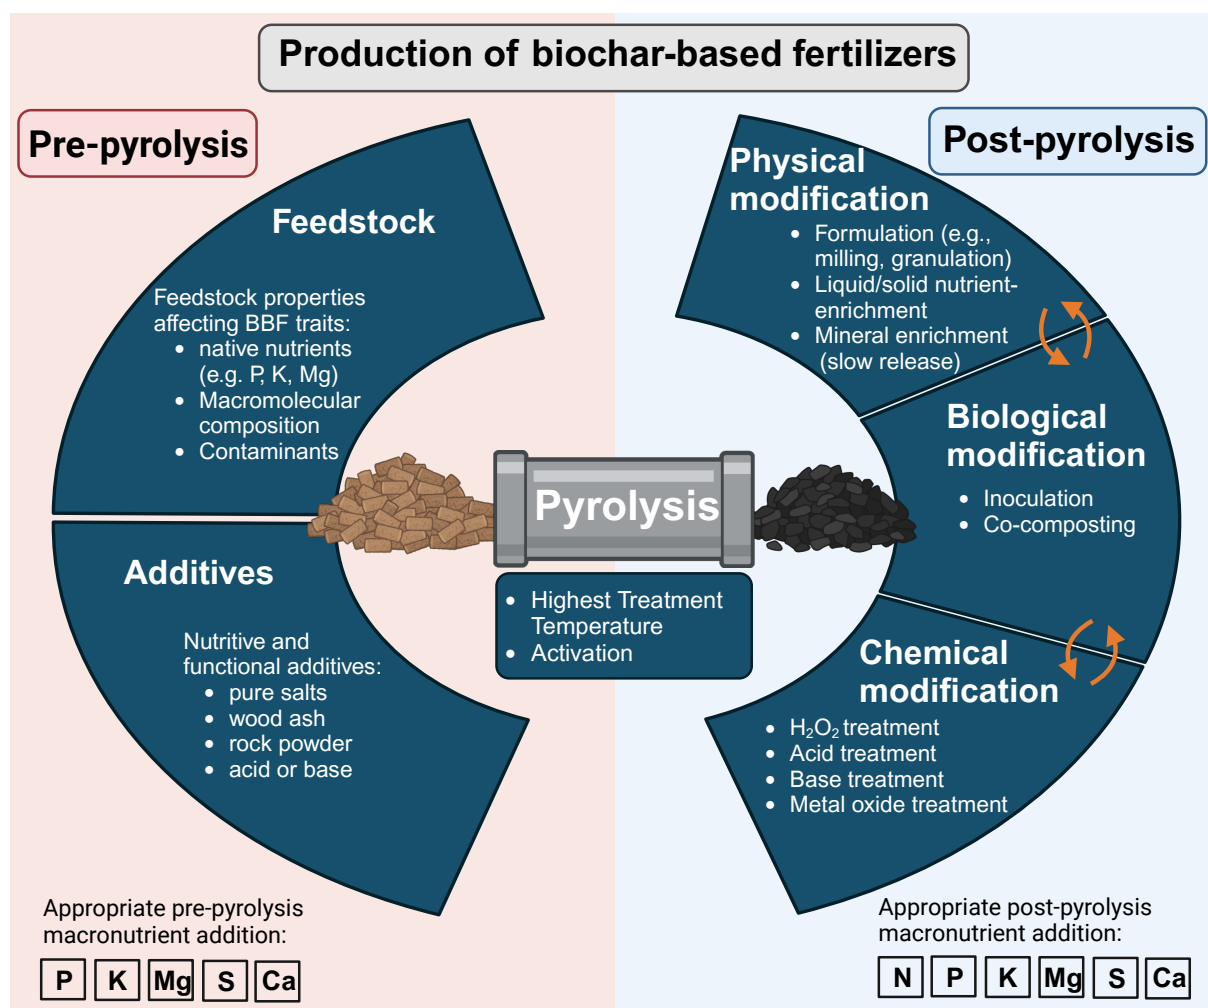 Production of biochar-based fertilizers
Pre-pyrolysis
Feedstock
Feedstock properties
affecting BBF traits:
• native nutrients
(e.g. P, K, Mg)
• Macromolecular
composition
• Contaminants
Additives
Nutritive and
functional additives:
• pure salts
• wood ash
• rock powder
• acid or base
Appropriate pre-pyrolysis
macronutrient addition:
P K Mg S Ca
Pyrolysis
• Highest Treatment
Temperature
• Activation
Post-pyrolysis
Physical
modification
• Formulation (e.g.,
milling, granulation)
• Liquid/solid nutrient-
enrichment
• Mineral enrichment
(slow release)
Biological
modification
• Inoculation
• Co-composting
Chemical
modification
• H₂O₂ treatment
• Acid treatment
• Base treatment
• Metal oxide treatment
Appropriate post-pyrolysis
macronutrient addition:
N P K Mg S Ca